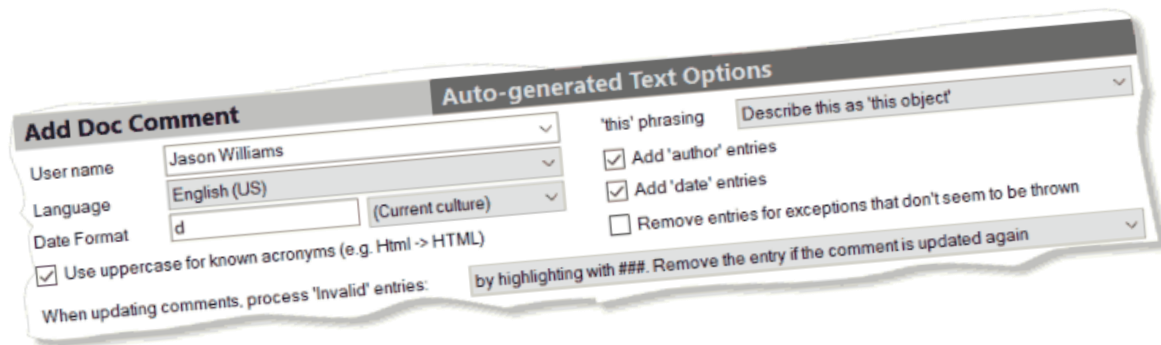 Add Doc Comment
Auto-generated Text Options
User name
Jason Williams
Language
English (US)
Date Format
d
(Current culture)
Use uppercase for known acronyms (e.g. Html -> HTML)
'this' phrasing
Describe this as 'this object'
Add 'author' entries
Add 'date' entries
Remove entries for exceptions that don't seem to be thrown
When updating comments, process 'Invalid' entries:
by highlighting with ###. Remove the entry if the comment is updated again